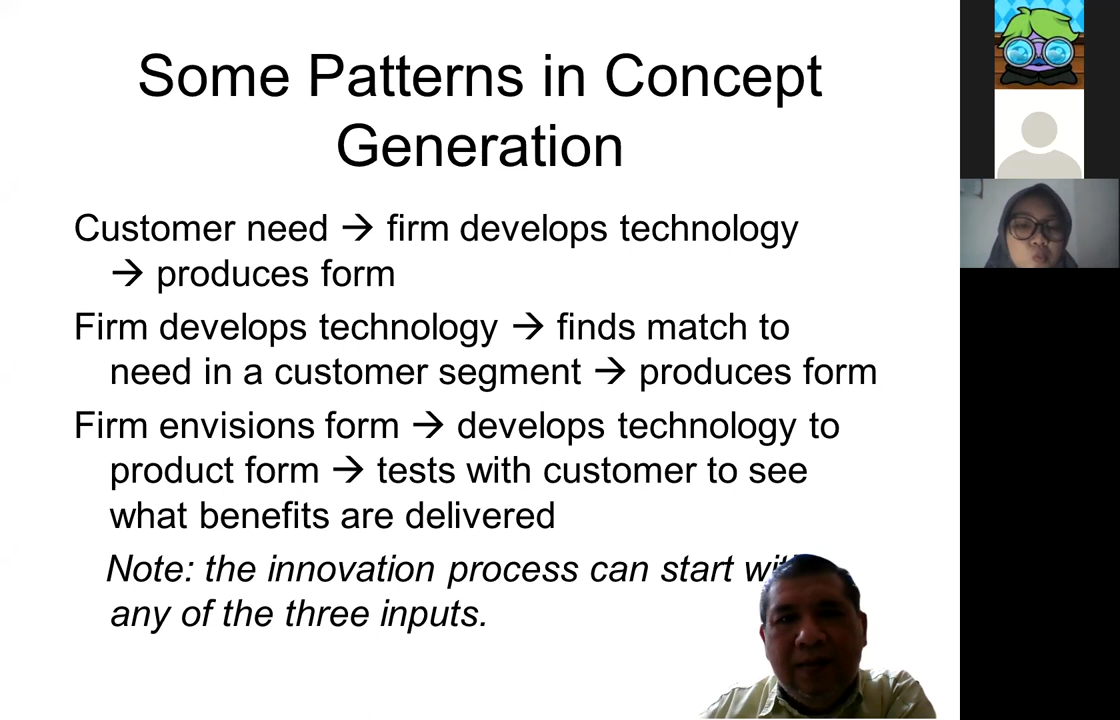 Some Patterns in Concept
Generation
Customer need → firm develops technology
→ produces form
Firm develops technology → finds match to
need in a customer segment → produces form
Firm envisions form → develops technology to
product form → tests with customer to see
what benefits are delivered
Note: the innovation process can start
any of the three inputs.